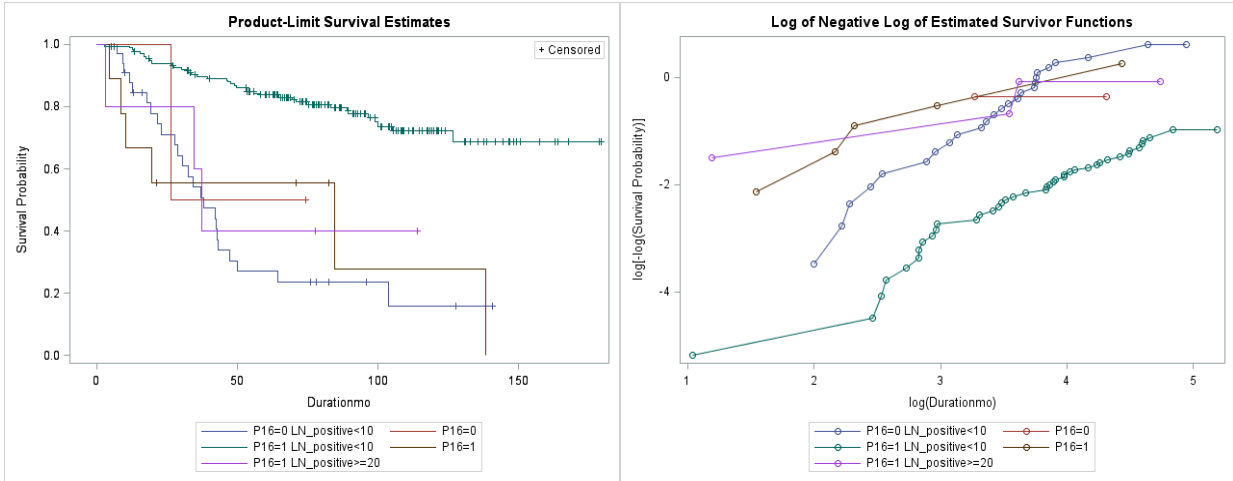 Product-Limit Survival Estimates
+ Censored
1.0
0.8
0.6
0.4
0.2
0.0
Survival Probability
0 50 100 150
Durationmo
P16=0 LN_positive<10 P16=0
P16=1 LN_positive<10 P16=1
P16=1 LN_positive>=20
Log of Negative Log of Estimated Survivor Functions
0
-2
-4
log[-log(Survival Probability)]
1 2 3 4 5
log(Durationmo)
P16=0 LN_positive<10 P16=0
P16=1 LN_positive<10 P16=1
P16=1 LN_positive>=20